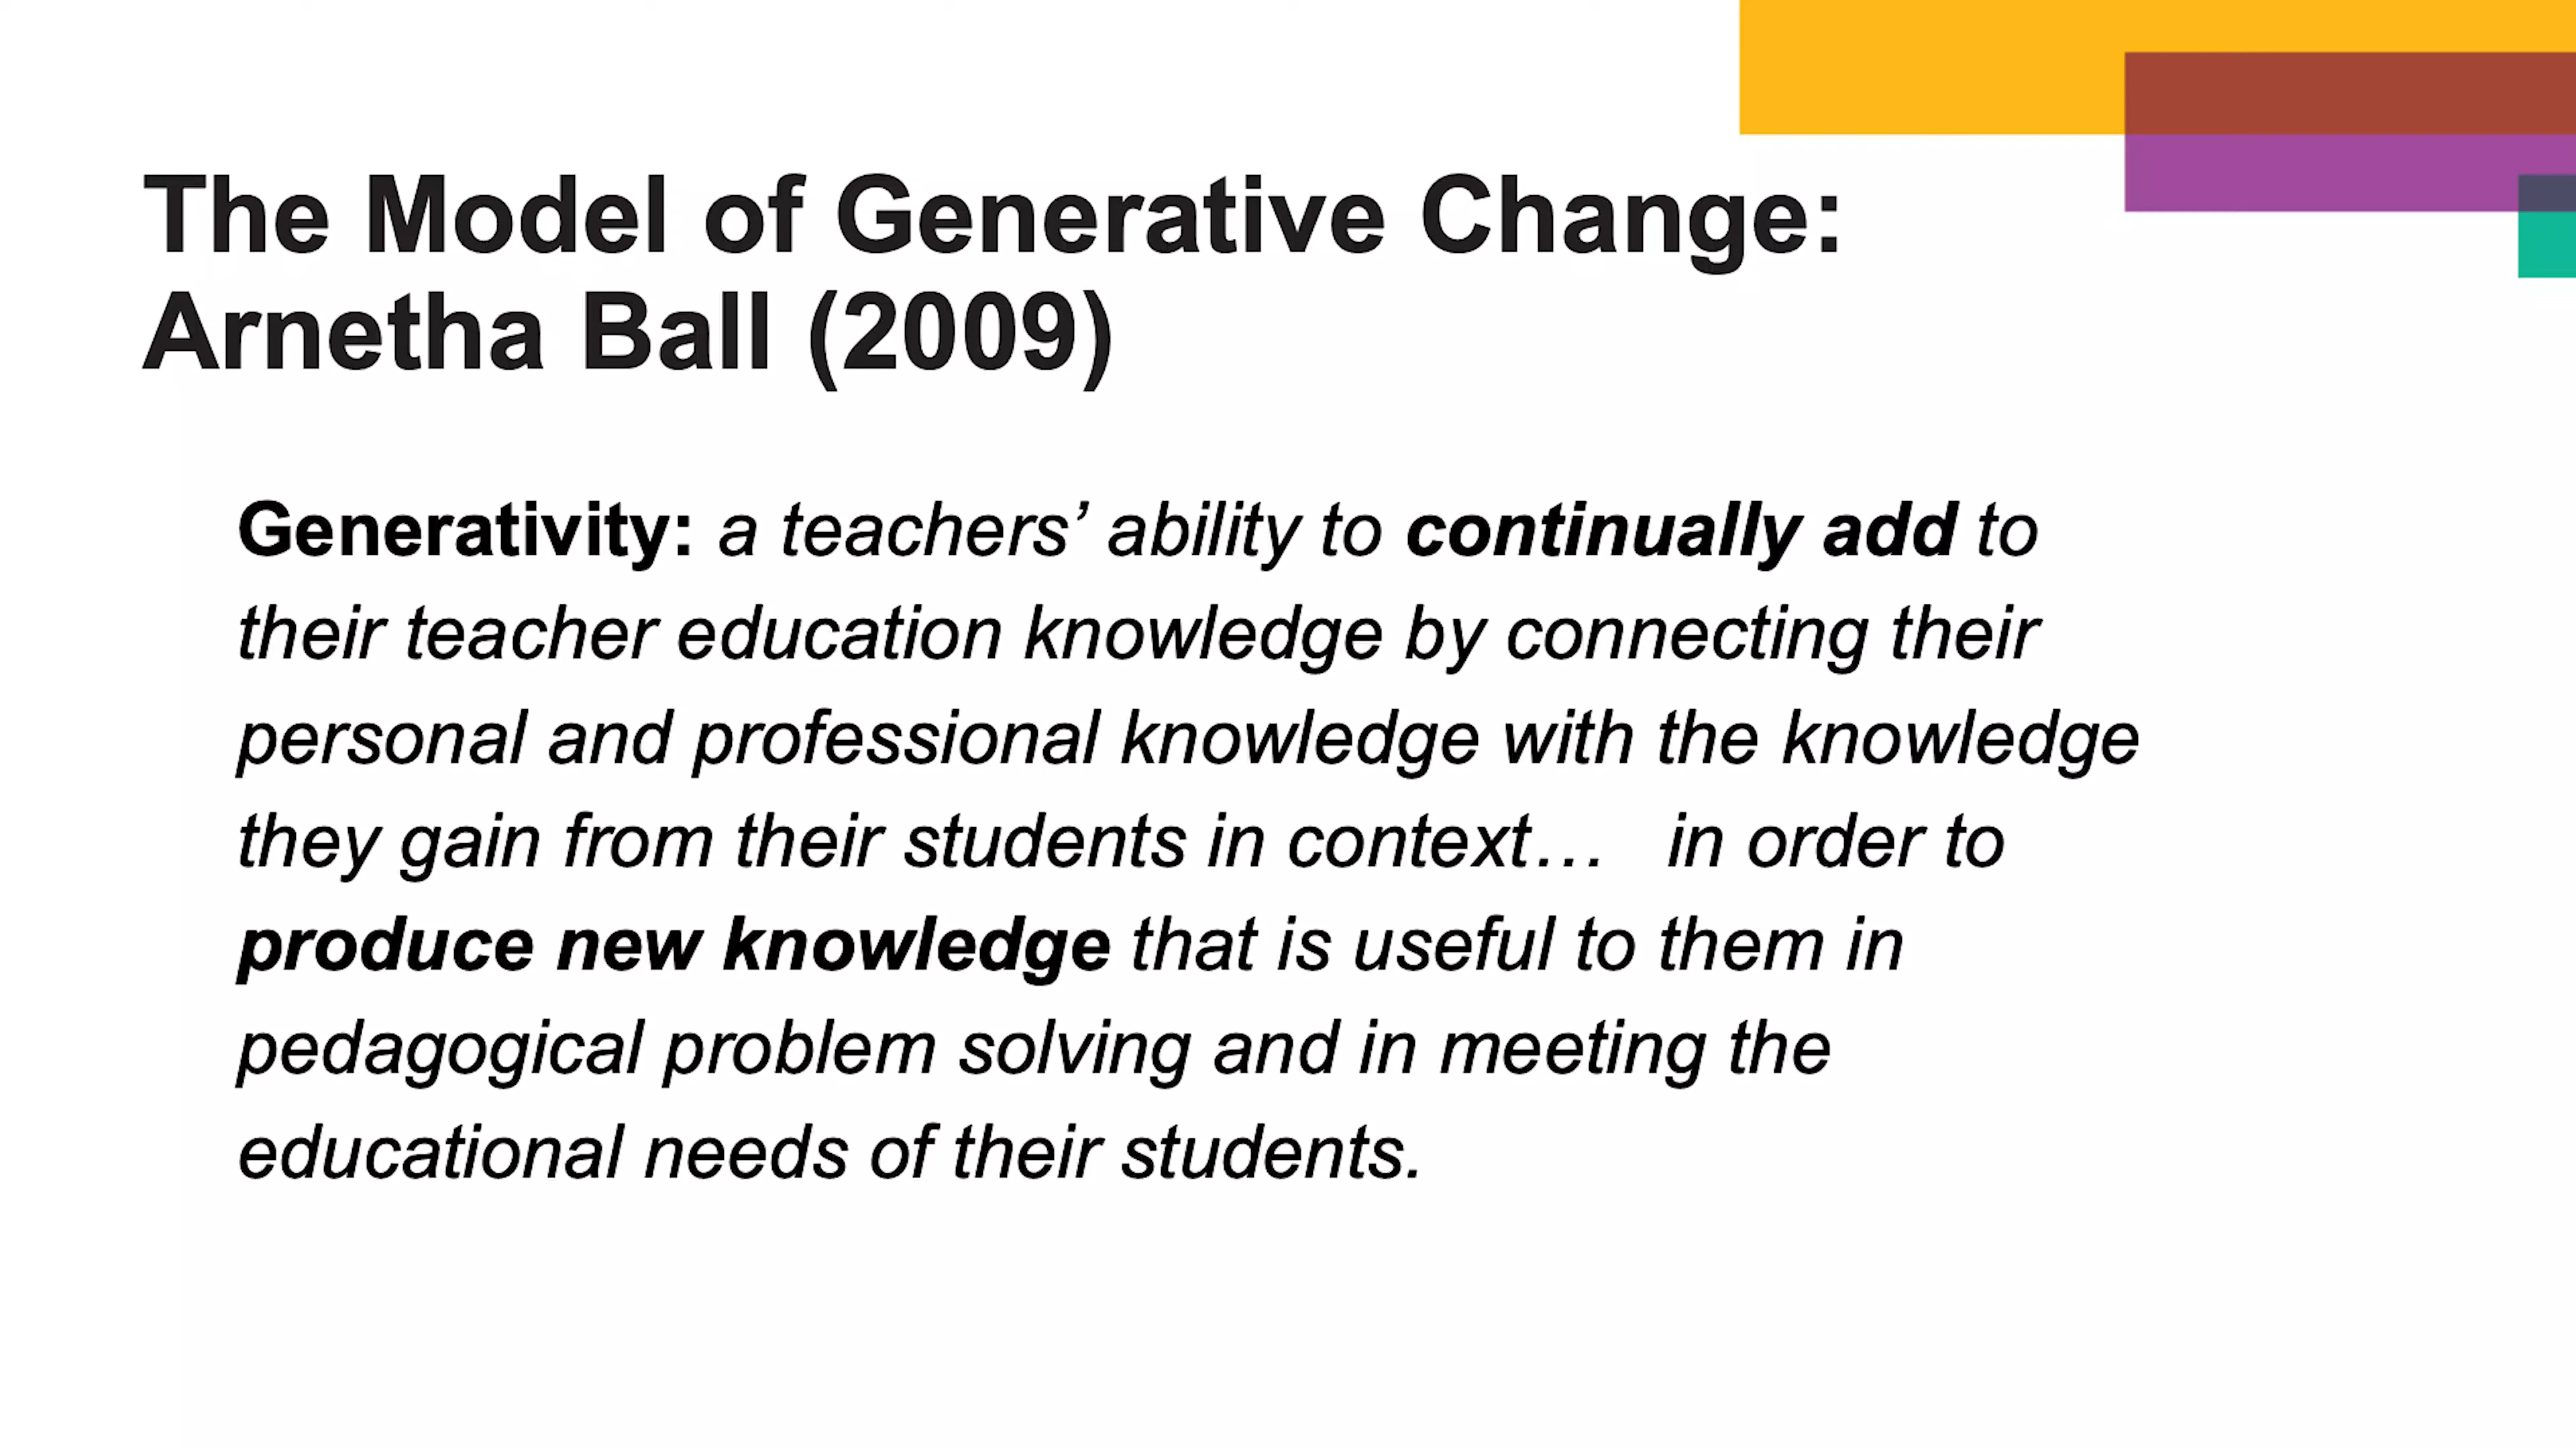 The Model of Generative Change:
Arnetha Ball (2009)
Generativity: a teachers’ ability to continually add to
their teacher education knowledge by connecting their
personal and professional knowledge with the knowledge
they gain from their students in context… in order to
produce new knowledge that is useful to them in
pedagogical problem solving and in meeting the
educational needs of their students.